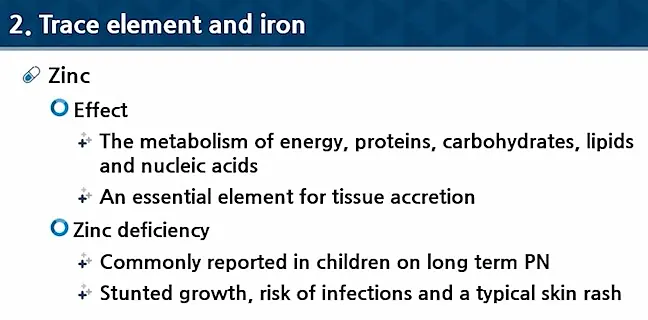 2. Trace element and iron
Zinc
Effect
The metabolism of energy, proteins, carbohydrates, lipids
and nucleic acids
An essential element for tissue accretion
Zinc deficiency
Commonly reported in children on long term PN
Stunted growth, risk of infections and a typical skin rash